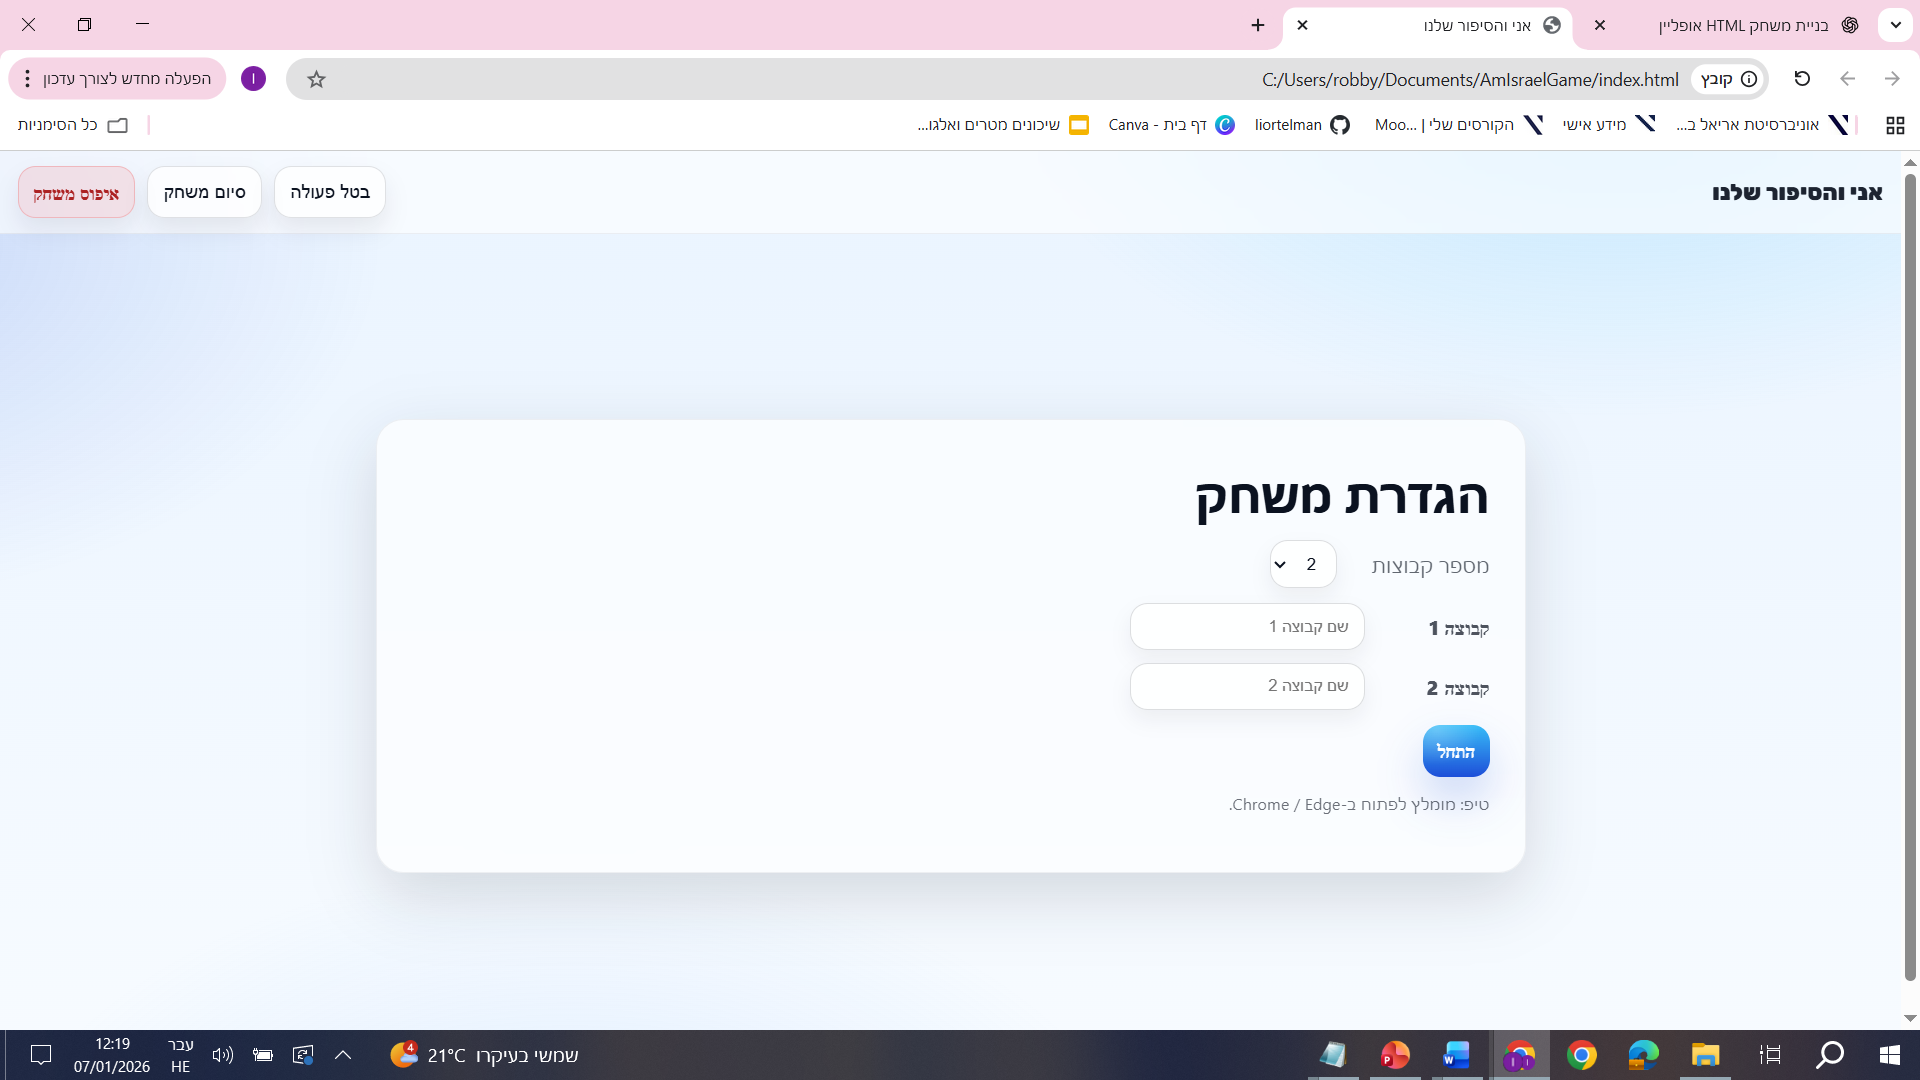 בניית משחק HTML אופליין
אני והסיפור שלנו
קובץ
C:/Users/robby/Documents/AmIsraelGame/index.html
הפעלה מחדש לצורך עדכון
אוניברסיטת אריאל ב...
מידע אישי
הקורסים שלי | Moo...
liortelman
דף בית - Canva
שיכונים מטרים ואלגו...
כל הסימניות
אני והסיפור שלנו
בטל פעולה
סיום משחק
איפוס משחק
הגדרת משחק
מספר קבוצות 2
קבוצה 1 שם קבוצה 1
קבוצה 2 שם קבוצה 2
התחל
טיפ: מומלץ לפתוח ב-Chrome / Edge.
21°C שמשי בעיקרו
4
עבר
HE
12:19
07/01/2026